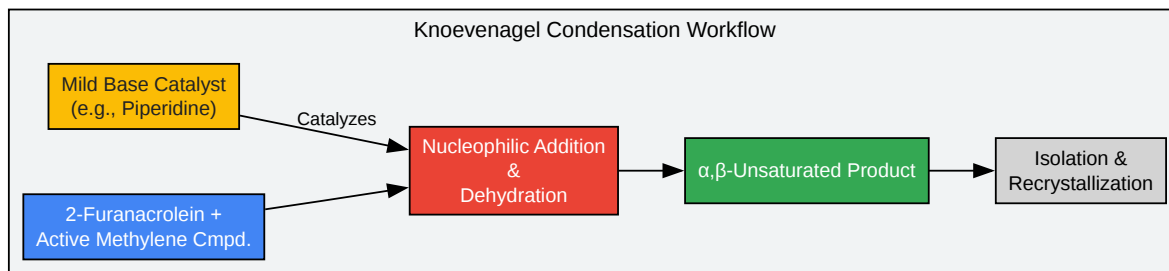 Knoevenagel Condensation Workflow
Mild Base Catalyst
(e.g., Piperidine)
Catalyzes
2-Furanacrolein +
Active Methylene Cmpd.
Nucleophilic Addition
&
Dehydration
α,β-Unsaturated Product
Isolation &
Recrystallization